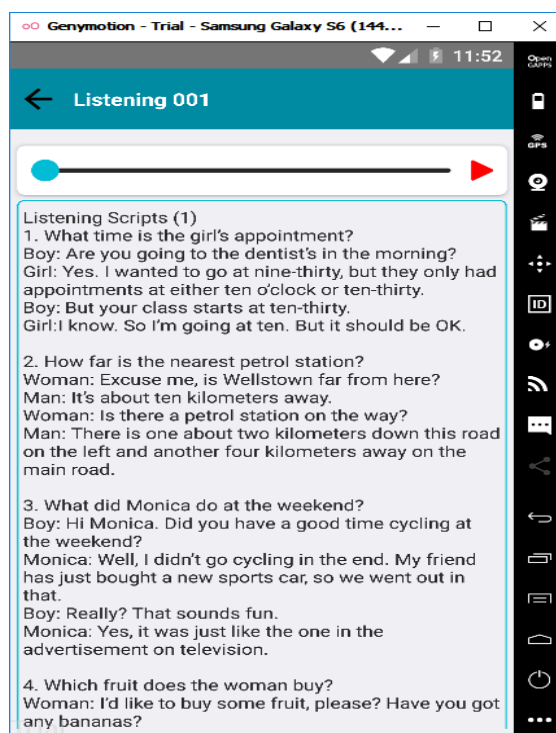 Genymotion - Trial - Samsung Galaxy S6 (144...
11:52
Open
GAPPS
Listening 001
GPS
ID
Listening Scripts (1)
1. What time is the girl's appointment?
Boy: Are you going to the dentist's in the morning?
Girl: Yes. I wanted to go at nine-thirty, but they only had
appointments at either ten o'clock or ten-thirty.
Boy: But your class starts at ten-thirty.
Girl:I know. So I'm going at ten. But it should be OK.
2. How far is the nearest petrol station?
Woman: Excuse me, is Wellstown far from here?
Man: It's about ten kilometers away.
Woman: Is there a petrol station on the way?
Man: There is one about two kilometers down this road
on the left and another four kilometers away on the
main road.
3. What did Monica do at the weekend?
Boy: Hi Monica. Did you have a good time cycling at
the weekend?
Monica: Well, I didn't go cycling in the end. My friend
has just bought a new sports car, so we went out in
that.
Boy: Really? That sounds fun.
Monica: Yes, it was just like the one in the
advertisement on television.
4. Which fruit does the woman buy?
Woman: I'd like to buy some fruit, please? Have you got
any bananas?